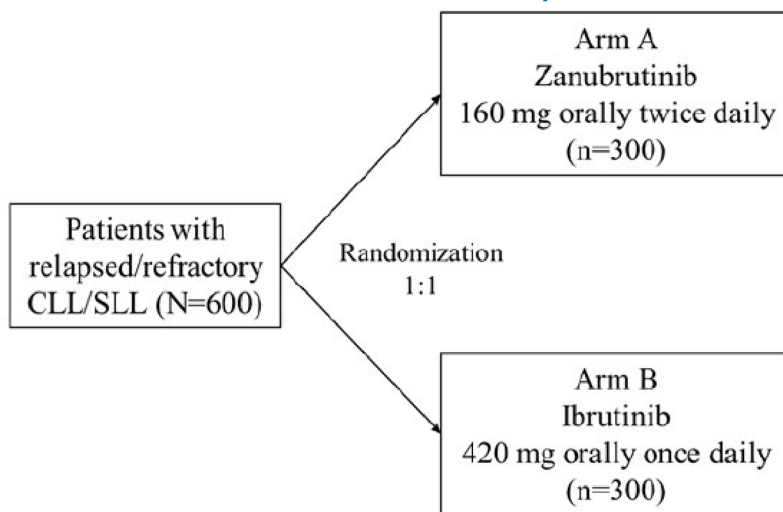 Arm A
Zanubrutinib
160 mg orally twice daily
(n=300)
Patients with
relapsed/refractory
CLL/SLL (N=600)
Randomization
1:1
Arm B
Ibrutinib
420 mg orally once daily
(n=300)